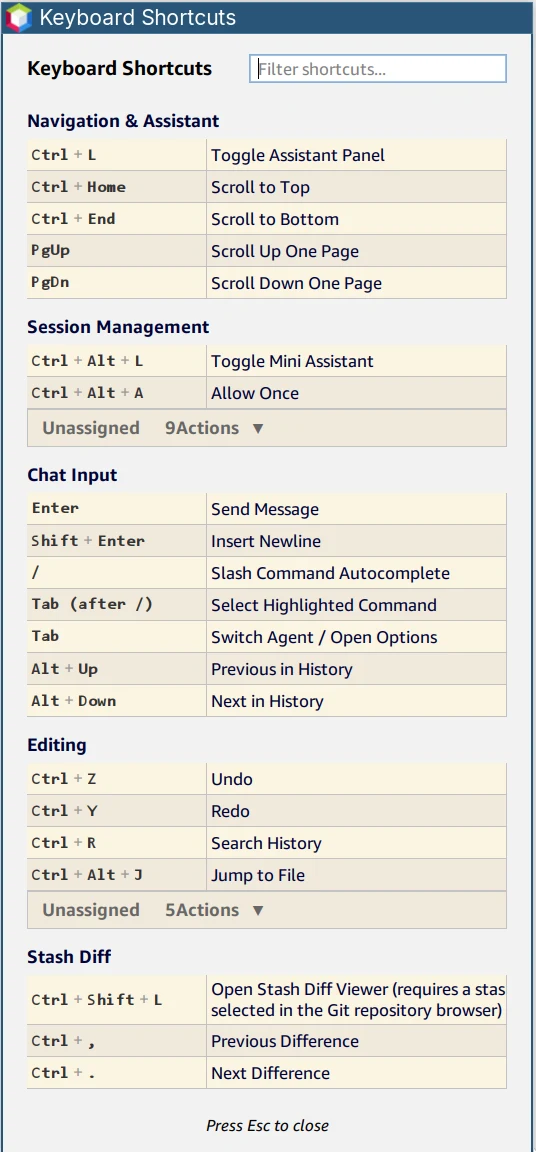 Keyboard Shortcuts
Keyboard Shortcuts
Filter shortcuts...
Navigation & Assistant
Ctrl + L Toggle Assistant Panel
Ctrl + Home Scroll to Top
Ctrl + End Scroll to Bottom
PgUp Scroll Up One Page
PgDn Scroll Down One Page
Session Management
Ctrl + Alt + L Toggle Mini Assistant
Ctrl + Alt + A Allow Once
Unassigned 9Actions ▼
Chat Input
Enter Send Message
Shift + Enter Insert Newline
/ Slash Command Autocomplete
Tab (after /) Select Highlighted Command
Tab Switch Agent / Open Options
Alt + Up Previous in History
Alt + Down Next in History
Editing
Ctrl + Z Undo
Ctrl + Y Redo
Ctrl + R Search History
Ctrl + Alt + J Jump to File
Unassigned 5Actions ▼
Stash Diff
Ctrl + Shift + L Open Stash Diff Viewer (requires a stas
selected in the Git repository browser)
Ctrl + , Previous Difference
Ctrl + . Next Difference
Press Esc to close